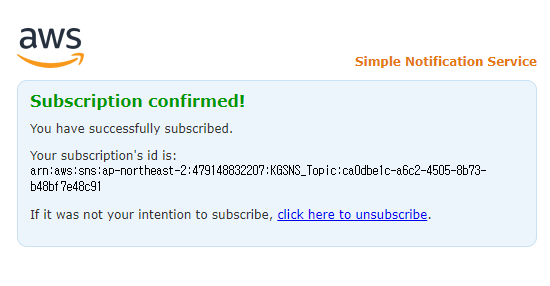 aws
Simple Notification Service
Subscription confirmed!
You have successfully subscribed.
Your subscription's id is:
arn:aws:sns:ap-northeast-2:479148832207:KGSNS_Topic:ca0dbe1c-a6c2-4505-8b73-
b48bf7e48c91
If it was not your intention to subscribe, click here to unsubscribe.